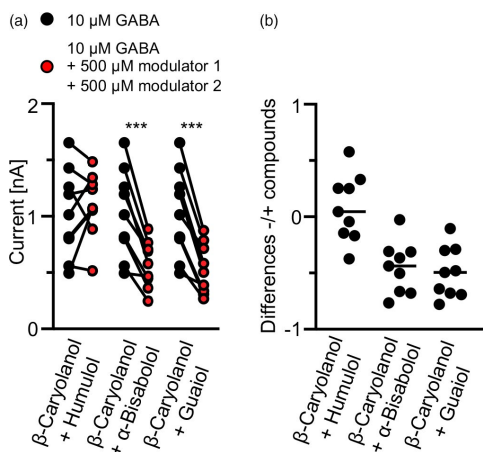 (a)
10 µM GABA
10 µM GABA
+ 500 µM modulator 1
+ 500 µM modulator 2
Current [nA]
2
1
0
***
***
β-Caryolanol
+ Humulol
β-Caryolanol
+ α-Bisabolol
β-Caryolanol
+ Guaiol
(b)
Differences -/+ compounds
1
0
-1
β-Caryolanol
+ Humulol
β-Caryolanol
+ α-Bisabolol
β-Caryolanol
+ Guaiol